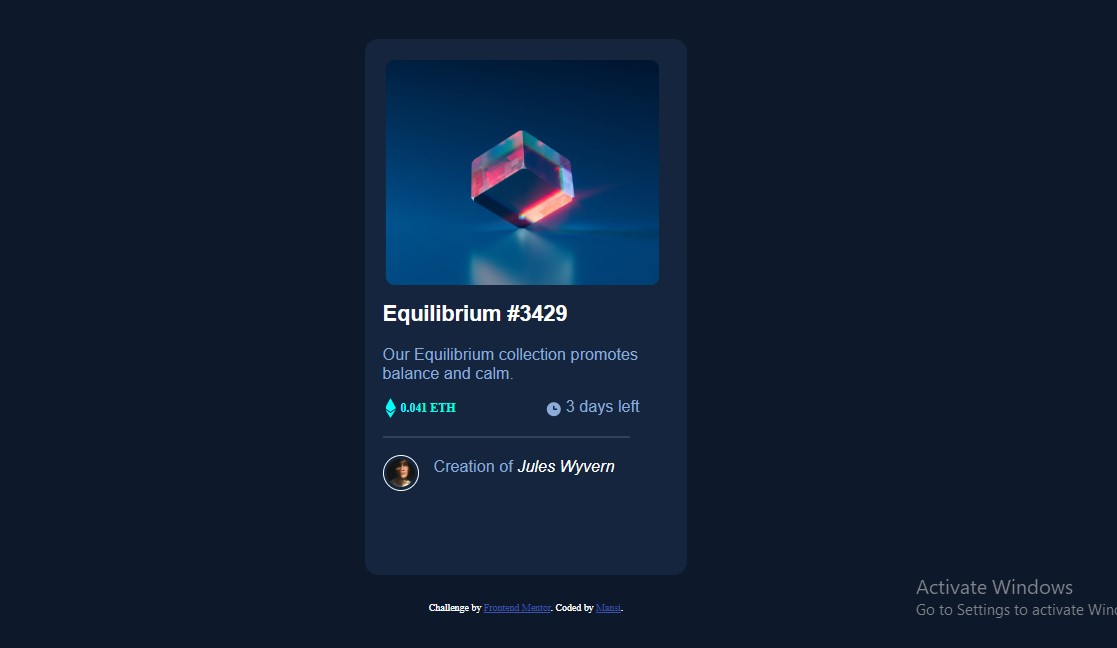 Equilibrium #3429
Our Equilibrium collection promotes
balance and calm.
0.041 ETH
3 days left
Creation of Jules Wyvern
Challenge by Frontend Mentor. Coded by Mansi.
Activate Windows
Go to Settings to activate Win